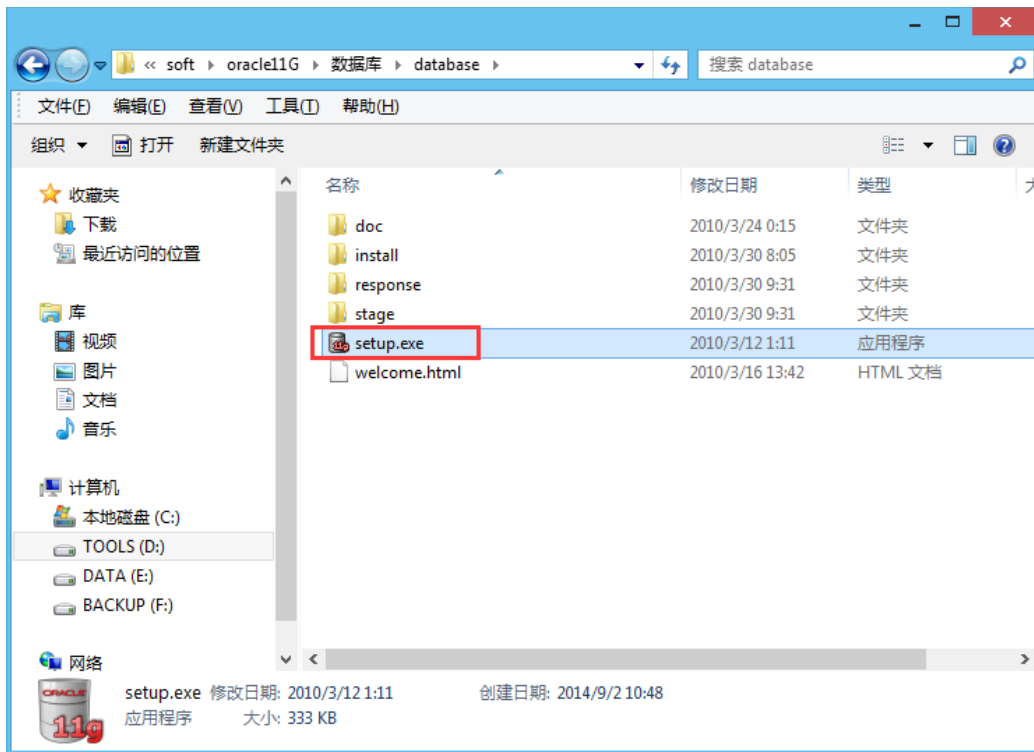 « soft oracle11G 数据库 database 搜索 database
文件(F) 编辑(E) 查看(V) 工具(T) 帮助(H)
组织 打开 新建文件夹
收藏夹
下载
最近访问的位置
库
视频
图片
文档
音乐
计算机
本地磁盘 (C:)
TOOLS (D:)
DATA (E:)
BACKUP (F:)
网络
名称 修改日期 类型
doc 2010/3/24 0:15 文件夹
install 2010/3/30 8:05 文件夹
response 2010/3/30 9:31 文件夹
stage 2010/3/30 9:31 文件夹
setup.exe 2010/3/12 1:11 应用程序
welcome.html 2010/3/16 13:42 HTML 文档
ORACLE
11g
setup.exe 修改日期: 2010/3/12 1:11 创建日期: 2014/9/2 10:48
应用程序 大小: 333 KB